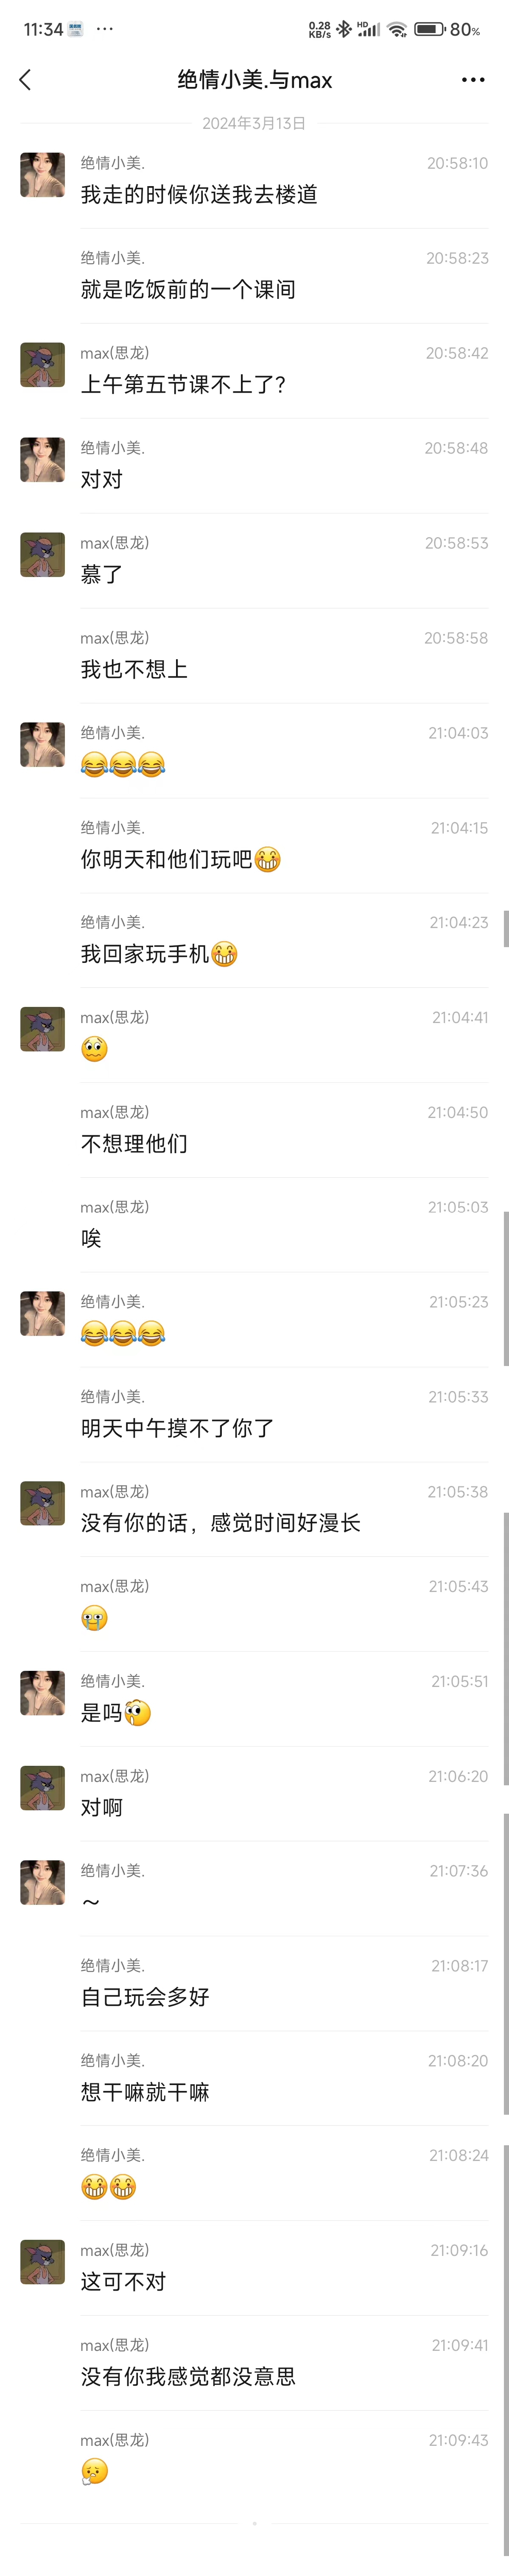 11:34 ··· 0.28 KB/s HD 80%
绝情小美.与max
2024年3月13日
绝情小美. 20:58:10
我走的时候你送我去楼道
绝情小美. 20:58:23
就是吃饭前的一个课间
max(思龙) 20:58:42
上午第五节课不上了?
绝情小美. 20:58:48
对对
max(思龙) 20:58:53
慕了
max(思龙) 20:58:58
我也不想上
绝情小美. 21:04:03
😂😂😂
绝情小美. 21:04:15
你明天和他们玩吧😁
绝情小美. 21:04:23
我回家玩手机😁
max(思龙) 21:04:41
max(思龙) 21:04:50
不想理他们
max(思龙) 21:05:03
唉
绝情小美. 21:05:23
😂😂😂
绝情小美. 21:05:33
明天中午摸不了你了
max(思龙) 21:05:38
没有你的话，感觉时间好漫长
max(思龙) 21:05:43
绝情小美. 21:05:51
是吗
max(思龙) 21:06:20
对啊
绝情小美. 21:07:36
～
绝情小美. 21:08:17
自己玩会多好
绝情小美. 21:08:20
想干嘛就干嘛
绝情小美. 21:08:24
😁😁
max(思龙) 21:09:16
这可不对
max(思龙) 21:09:41
没有你我感觉都没意思
max(思龙) 21:09:43